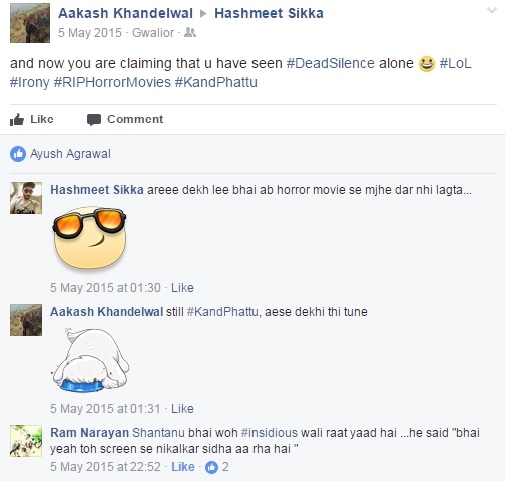 Aakash Khandelwal ▸ Hashmeet Sikka
5 May 2015 · Gwalior ·
and now you are claiming that u have seen #DeadSilence alone 😀 #LoL
#Irony #RIPHorrorMovies #KandPhattu
Like Comment
Ayush Agrawal
Hashmeet Sikka areee dekh lee bhai ab horror movie se mjhe dar nhi lagta...
5 May 2015 at 01:30 · Like
Aakash Khandelwal still #KandPhattu, aese dekhi thi tune
5 May 2015 at 01:31 · Like
Ram Narayan Shantanu bhai woh #insidious wali raat yaad hai ...he said "bhai
yeah toh screen se nikalkar sidha aa rha hai "
5 May 2015 at 22:52 · Like · 2